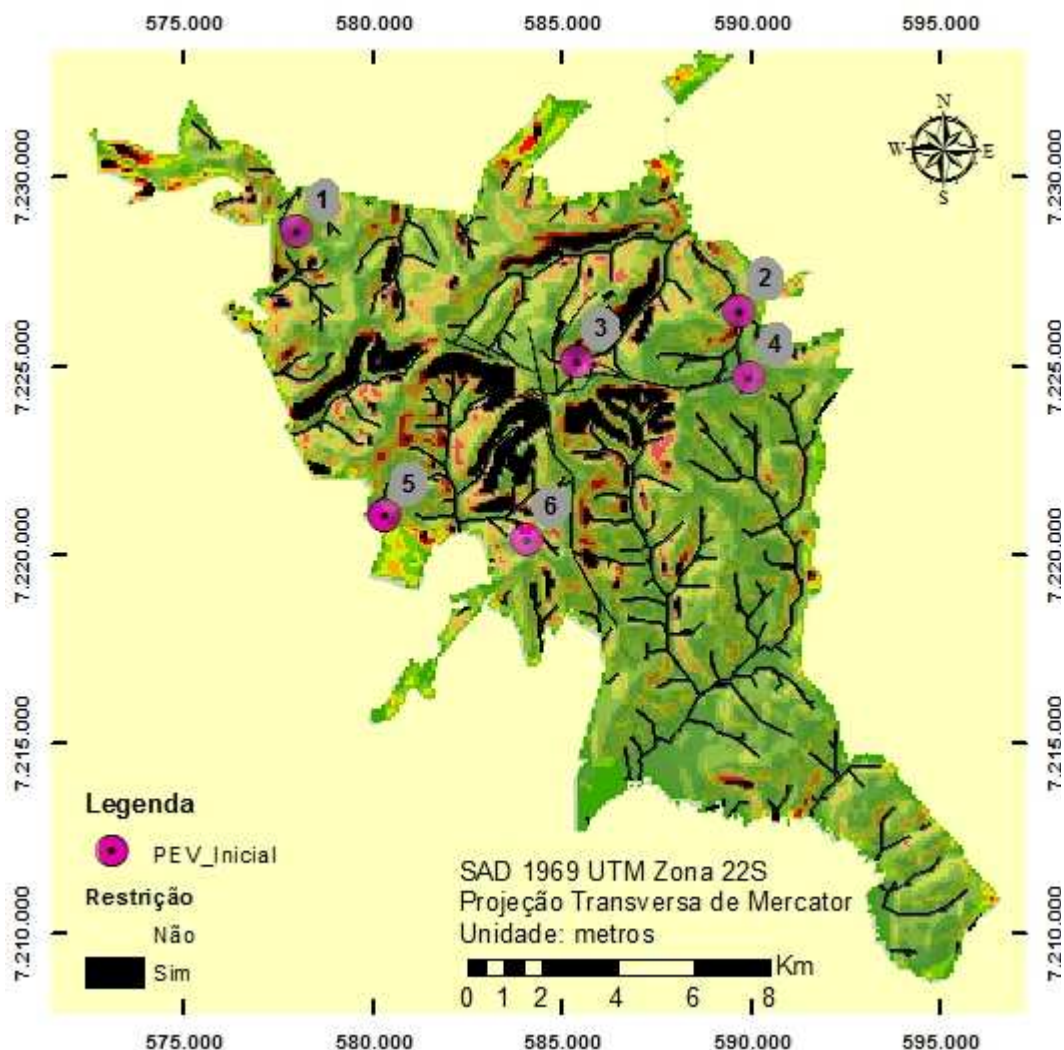 575.000 580.000 585.000 590.000 595.000
N
W E
S
7.230.000 7.230.000
7.225.000 7.225.000
7.220.000 7.220.000
7.215.000 7.215.000
7.210.000 7.210.000
1
2
3
4
5
6
Legenda
PEV_Inicial
Restrição
Não
Sim
SAD 1969 UTM Zona 22S
Projeção Transversa de Mercator
Unidade: metros
Km
0 1 2 4 6 8
575.000 580.000 585.000 590.000 595.000